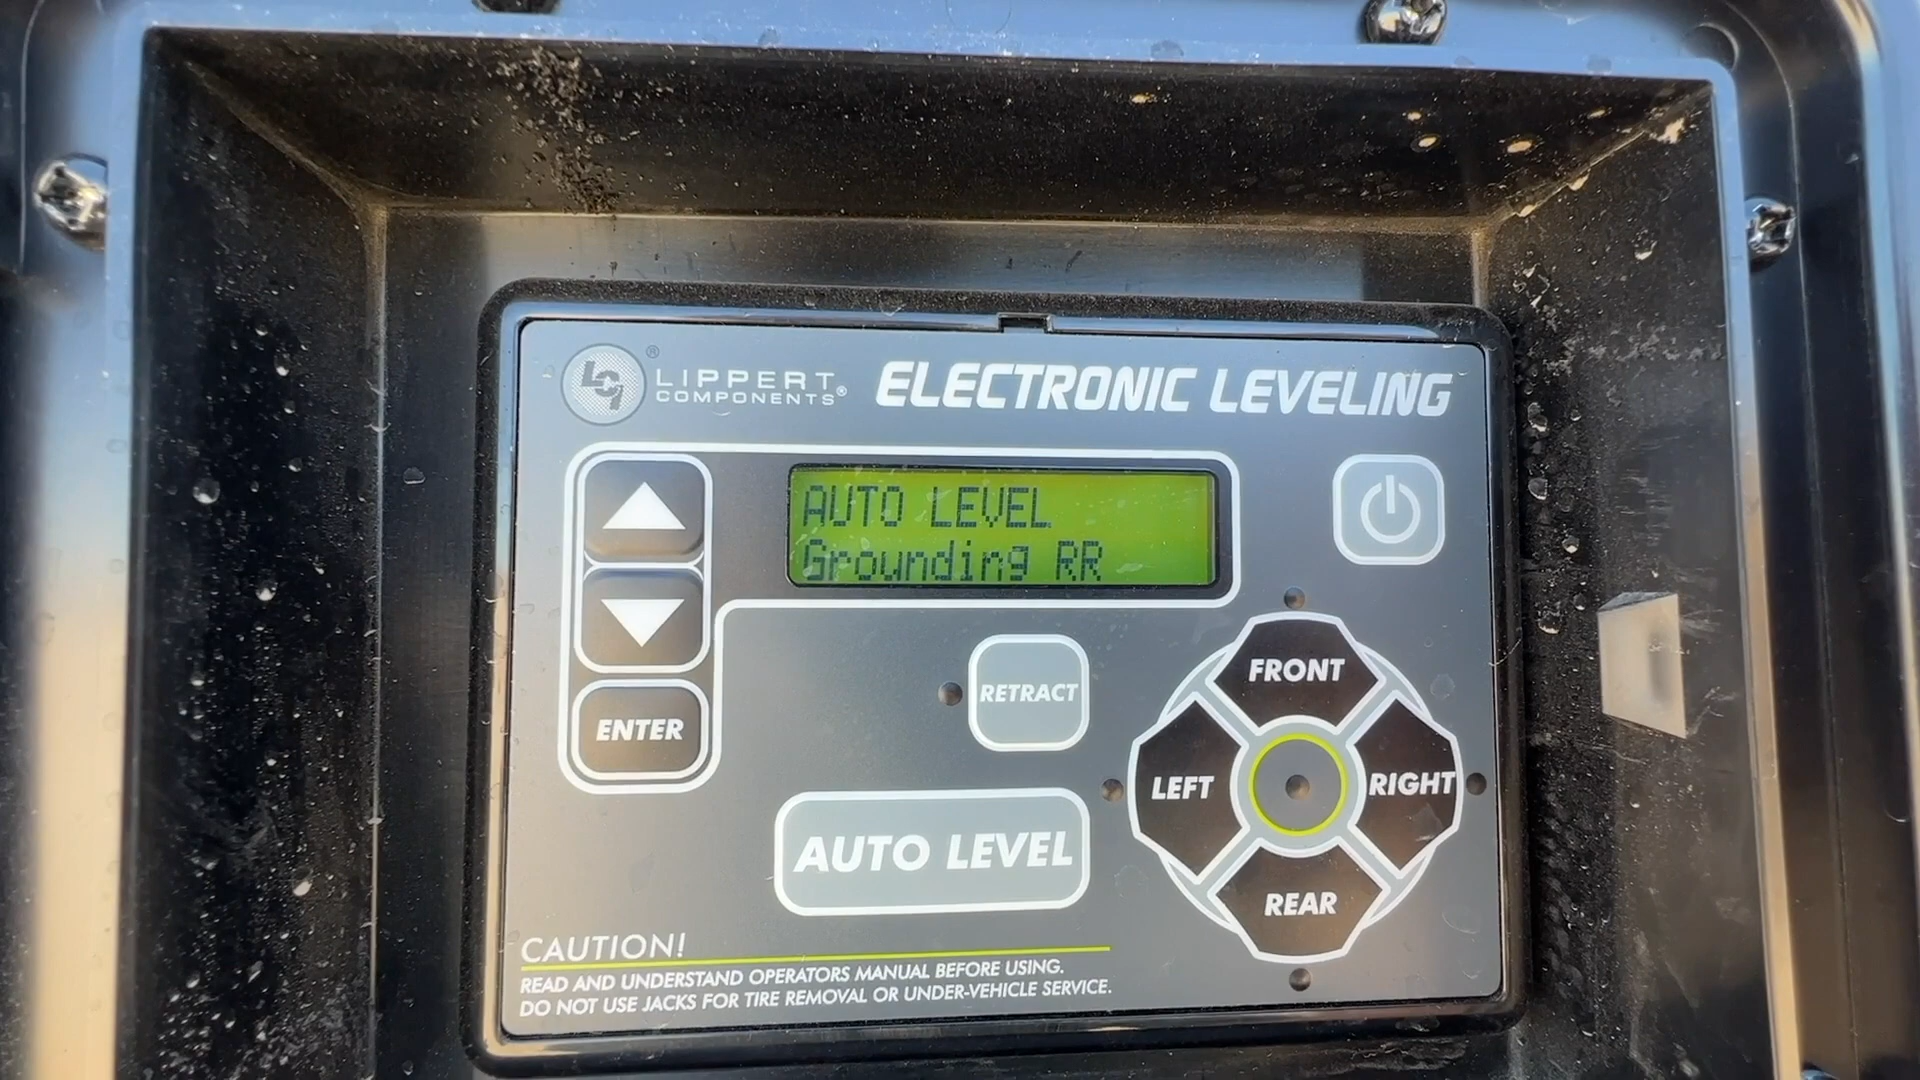 LCI ® LIPPERT COMPONENTS®
ELECTRONIC LEVELING
AUTO LEVEL
Grounding RR
ENTER
RETRACT
FRONT
LEFT
RIGHT
REAR
AUTO LEVEL
CAUTION!
READ AND UNDERSTAND OPERATORS MANUAL BEFORE USING.
DO NOT USE JACKS FOR TIRE REMOVAL OR UNDER-VEHICLE SERVICE.